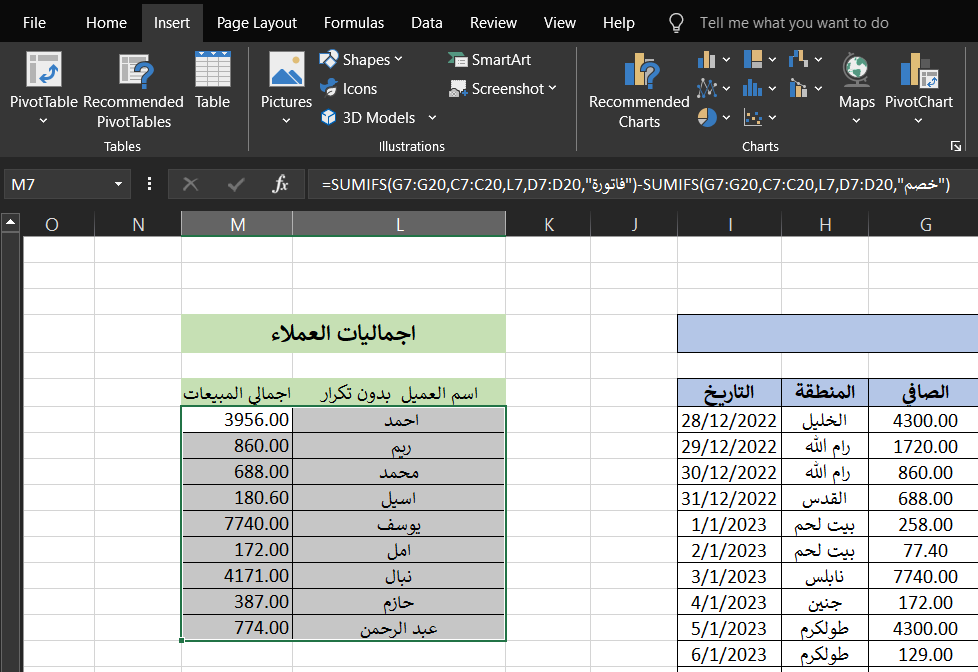 File Home Insert Page Layout Formulas Data Review View Help Tell me what you want to do
PivotTable
Recommended PivotTables
Table
Tables
Pictures
Shapes
Icons
3D Models
SmartArt
Screenshot
Illustrations
Recommended Charts
Maps
PivotChart
Charts
M7
fx
=SUMIFS(G7:G20,C7:C20,L7,D7:D20,"فاتورة")-SUMIFS(G7:G20,C7:C20,L7,D7:D20,"خصم")
O N M L K J I H G
اجماليات العملاء
الصافي المنطقة التاريخ
اسم العميل بدون تكرار اجمالي المبيعات
4300.00 الخليل 28/12/2022 احمد 3956.00
1720.00 رام الله 29/12/2022 ريم 860.00
860.00 رام الله 30/12/2022 محمد 688.00
688.00 القدس 31/12/2022 اسيل 180.60
258.00 بيت لحم 1/1/2023 يوسف 7740.00
77.40 بيت لحم 2/1/2023 امل 172.00
7740.00 نابلس 3/1/2023 نبال 4171.00
172.00 جنين 4/1/2023 حازم 387.00
4300.00 طولكرم 5/1/2023 عبد الرحمن 774.00
129.00 طولكرم 6/1/2023